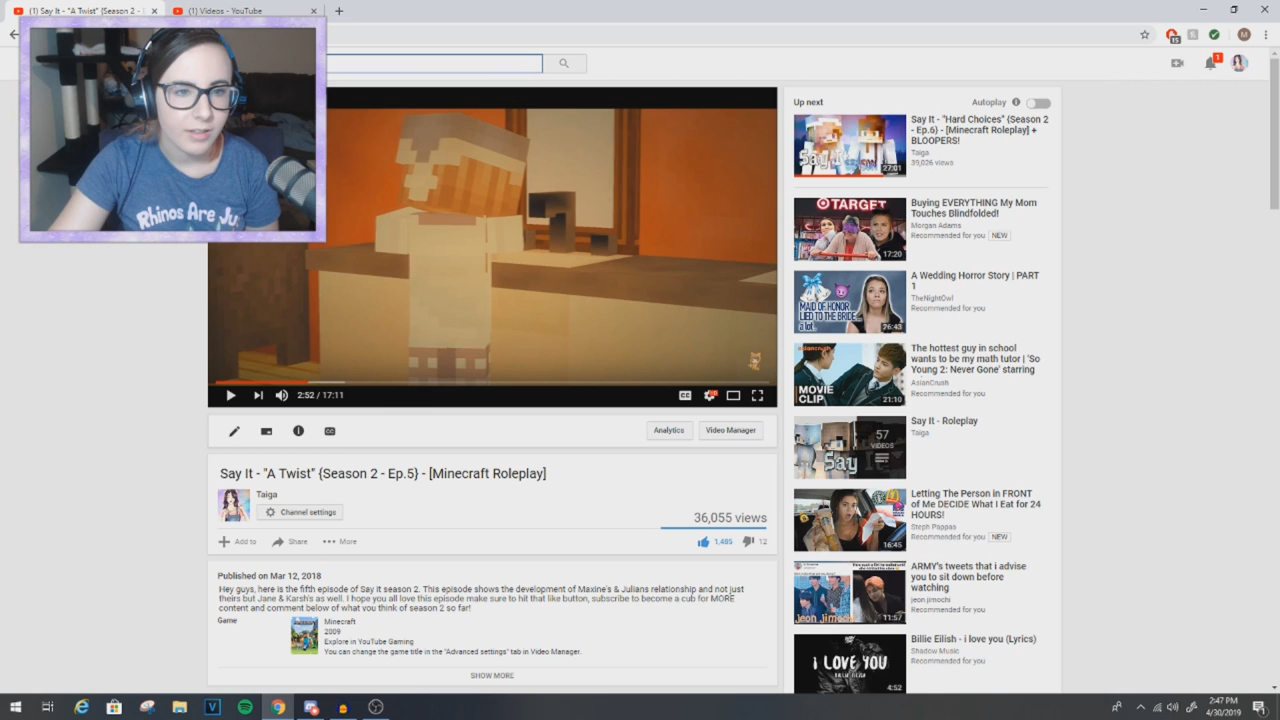 (1) Say It - "A Twist" {Season 2 -
(1) Videos - YouTube
15
M
1
Rhinos Are Ju
2:52 / 17:11
CC
HD
Analytics
Video Manager
Say It - "A Twist" {Season 2 - Ep.5} - [Minecraft Roleplay]
Taiga
Channel settings
36,055 views
Add to
Share
More
1,485
12
Published on Mar 12, 2018
Hey guys, here is the fifth episode of Say it season 2. This episode shows the development of Maxine's & Julians relationship and not just
theirs but Jane & Karsh's as well. I hope you all love this episode make sure to hit that like button, subscribe to become a cub for MORE
content and comment below of what you think of season 2 so far!
Game
Minecraft
2009
Explore in YouTube Gaming
You can change the game title in the "Advanced settings" tab in Video Manager.
SHOW MORE
Up next
Autoplay
Say It
27:01
Say It - "Hard Choices" {Season 2
- Ep.6} - [Minecraft Roleplay] +
BLOOPERS!
Taiga
39,026 views
TARGET
17:20
Buying EVERYTHING My Mom
Touches Blindfolded!
Morgan Adams
Recommended for you NEW
MAID OF HONOR
LIED TO THE BRIDE...
a lot.
26:43
A Wedding Horror Story | PART
1
TheNightOwl
Recommended for you
asiancrush
MOVIE
CLIP
21:10
The hottest guy in school
wants to be my math tutor | 'So
Young 2: Never Gone' starring
AsianCrush
Recommended for you
Say
57
VIDEOS
Say It - Roleplay
Taiga
16:45
Letting The Person in FRONT
of Me DECIDE What I Eat for 24
HOURS!
Steph Pappas
Recommended for you NEW
jeon jimochi
11:57
ARMY's tweets that i advise
you to sit down before
watching
jeon jimochi
Recommended for you
I LOVE YOU
4:52
Billie Eilish - i love you (Lyrics)
Shadow Music
Recommended for you
2:47 PM
4/30/2019